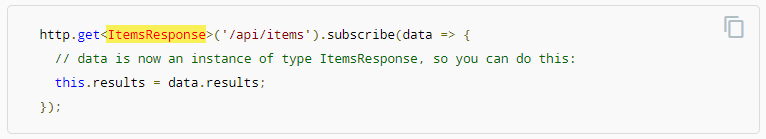 http.get<ItemsResponse>('/api/items').subscribe(data => {
  // data is now an instance of type ItemsResponse, so you can do this:
  this.results = data.results;
});